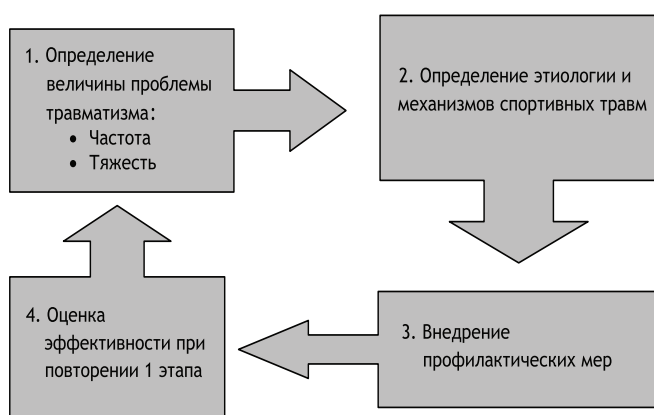 1. Определение
величины проблемы
травматизма:
• Частота
• Тяжесть
2. Определение этиологии и
механизмов спортивных травм
3. Внедрение
профилактических мер
4. Оценка
эффективности при
повторении 1 этапа